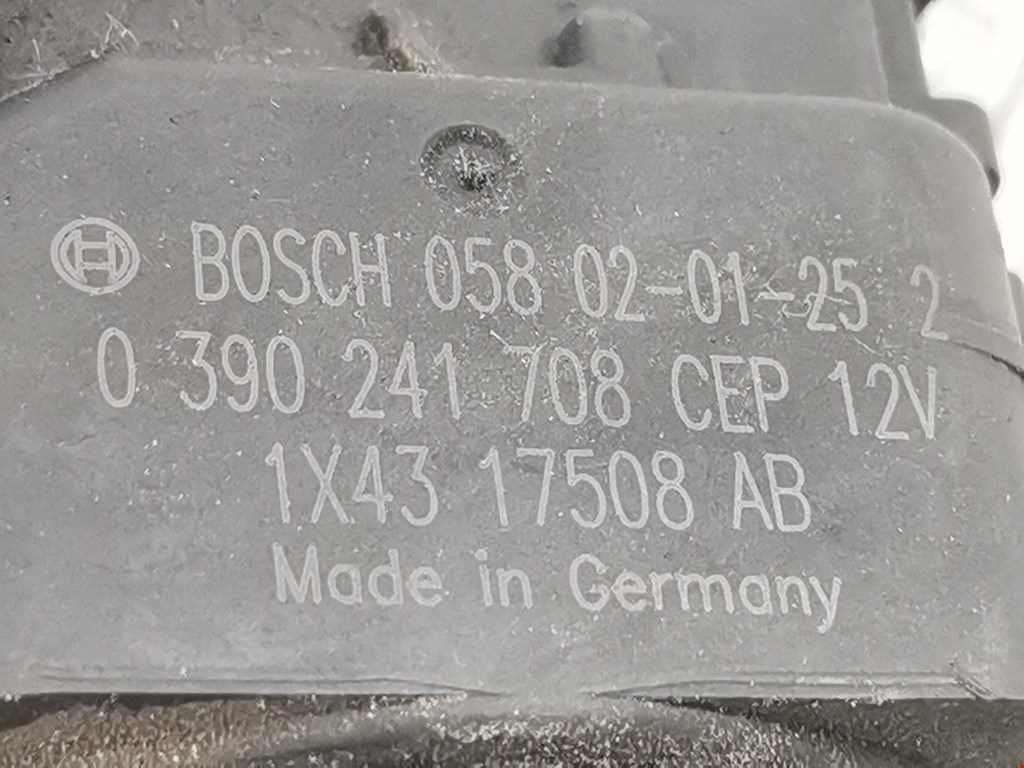 BOSCH 058 02-01-25 2
0 390 241 708 CEP 12V
1X43 17508 AB
Made in Germany